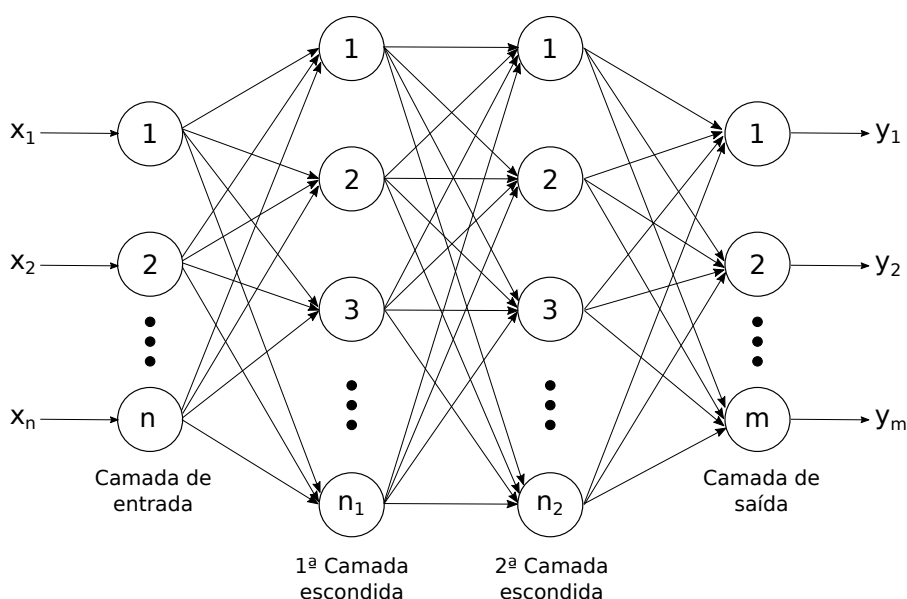 1 1
x₁ 1 1 y₁
2 2
x₂ 2 2 y₂
3 3
xₙ n m yₘ
Camada de
entrada
n₁ n₂
Camada de
saída
1ª Camada
escondida
2ª Camada
escondida